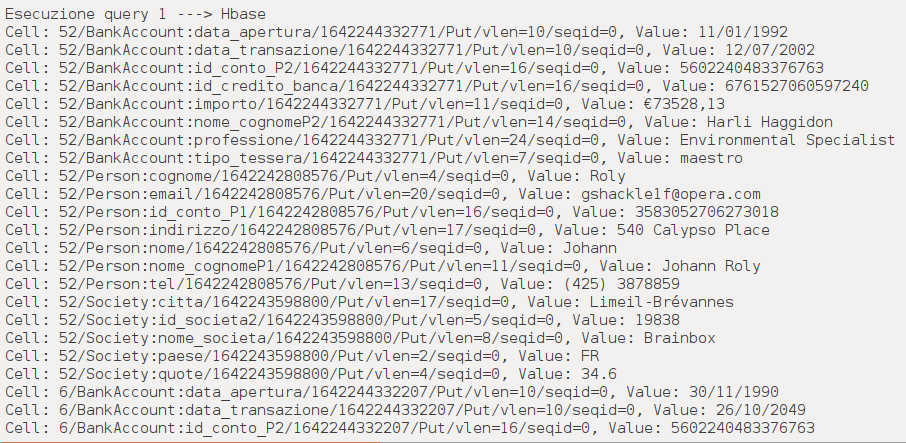 Esecuzione query 1 ---> Hbase
Cell: 52/BankAccount:data_apertura/1642244332771/Put/vlen=10/seqid=0, Value: 11/01/1992
Cell: 52/BankAccount:data_transazione/1642244332771/Put/vlen=10/seqid=0, Value: 12/07/2002
Cell: 52/BankAccount:id_conto_P2/1642244332771/Put/vlen=16/seqid=0, Value: 5602240483376763
Cell: 52/BankAccount:id_credito_banca/1642244332771/Put/vlen=16/seqid=0, Value: 6761527060597240
Cell: 52/BankAccount:importo/1642244332771/Put/vlen=11/seqid=0, Value: €73528,13
Cell: 52/BankAccount:nome_cognomeP2/1642244332771/Put/vlen=14/seqid=0, Value: Harli Haggidon
Cell: 52/BankAccount:professione/1642244332771/Put/vlen=24/seqid=0, Value: Environmental Specialist
Cell: 52/BankAccount:tipo_tessera/1642244332771/Put/vlen=7/seqid=0, Value: maestro
Cell: 52/Person:cognome/1642242808576/Put/vlen=4/seqid=0, Value: Roly
Cell: 52/Person:email/1642242808576/Put/vlen=20/seqid=0, Value: gshackle1f@opera.com
Cell: 52/Person:id_conto_P1/1642242808576/Put/vlen=16/seqid=0, Value: 3583052706273018
Cell: 52/Person:indirizzo/1642242808576/Put/vlen=17/seqid=0, Value: 540 Calypso Place
Cell: 52/Person:nome/1642242808576/Put/vlen=6/seqid=0, Value: Johann
Cell: 52/Person:nome_cognomeP1/1642242808576/Put/vlen=11/seqid=0, Value: Johann Roly
Cell: 52/Person:tel/1642242808576/Put/vlen=13/seqid=0, Value: (425) 3878859
Cell: 52/Society:citta/1642243598800/Put/vlen=17/seqid=0, Value: Limeil-Brévannes
Cell: 52/Society:id_societa2/1642243598800/Put/vlen=5/seqid=0, Value: 19838
Cell: 52/Society:nome_societa/1642243598800/Put/vlen=8/seqid=0, Value: Brainbox
Cell: 52/Society:paese/1642243598800/Put/vlen=2/seqid=0, Value: FR
Cell: 52/Society:quote/1642243598800/Put/vlen=4/seqid=0, Value: 34.6
Cell: 6/BankAccount:data_apertura/1642244332207/Put/vlen=10/seqid=0, Value: 30/11/1990
Cell: 6/BankAccount:data_transazione/1642244332207/Put/vlen=10/seqid=0, Value: 26/10/2049
Cell: 6/BankAccount:id_conto_P2/1642244332207/Put/vlen=16/seqid=0, Value: 5602240483376763